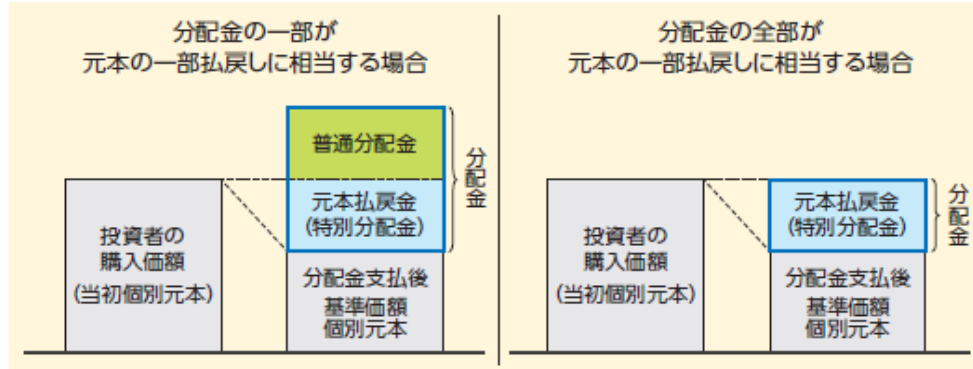 分配金の一部が
元本の一部払戻しに相当する場合
普通分配金
元本払戻金
(特別分配金)
分配金
投資者の
購入価額
(当初個別元本)
分配金支払後
基準価額
個別元本
分配金の全部が
元本の一部払戻しに相当する場合
元本払戻金
(特別分配金)
分配金
投資者の
購入価額
(当初個別元本)
分配金支払後
基準価額
個別元本